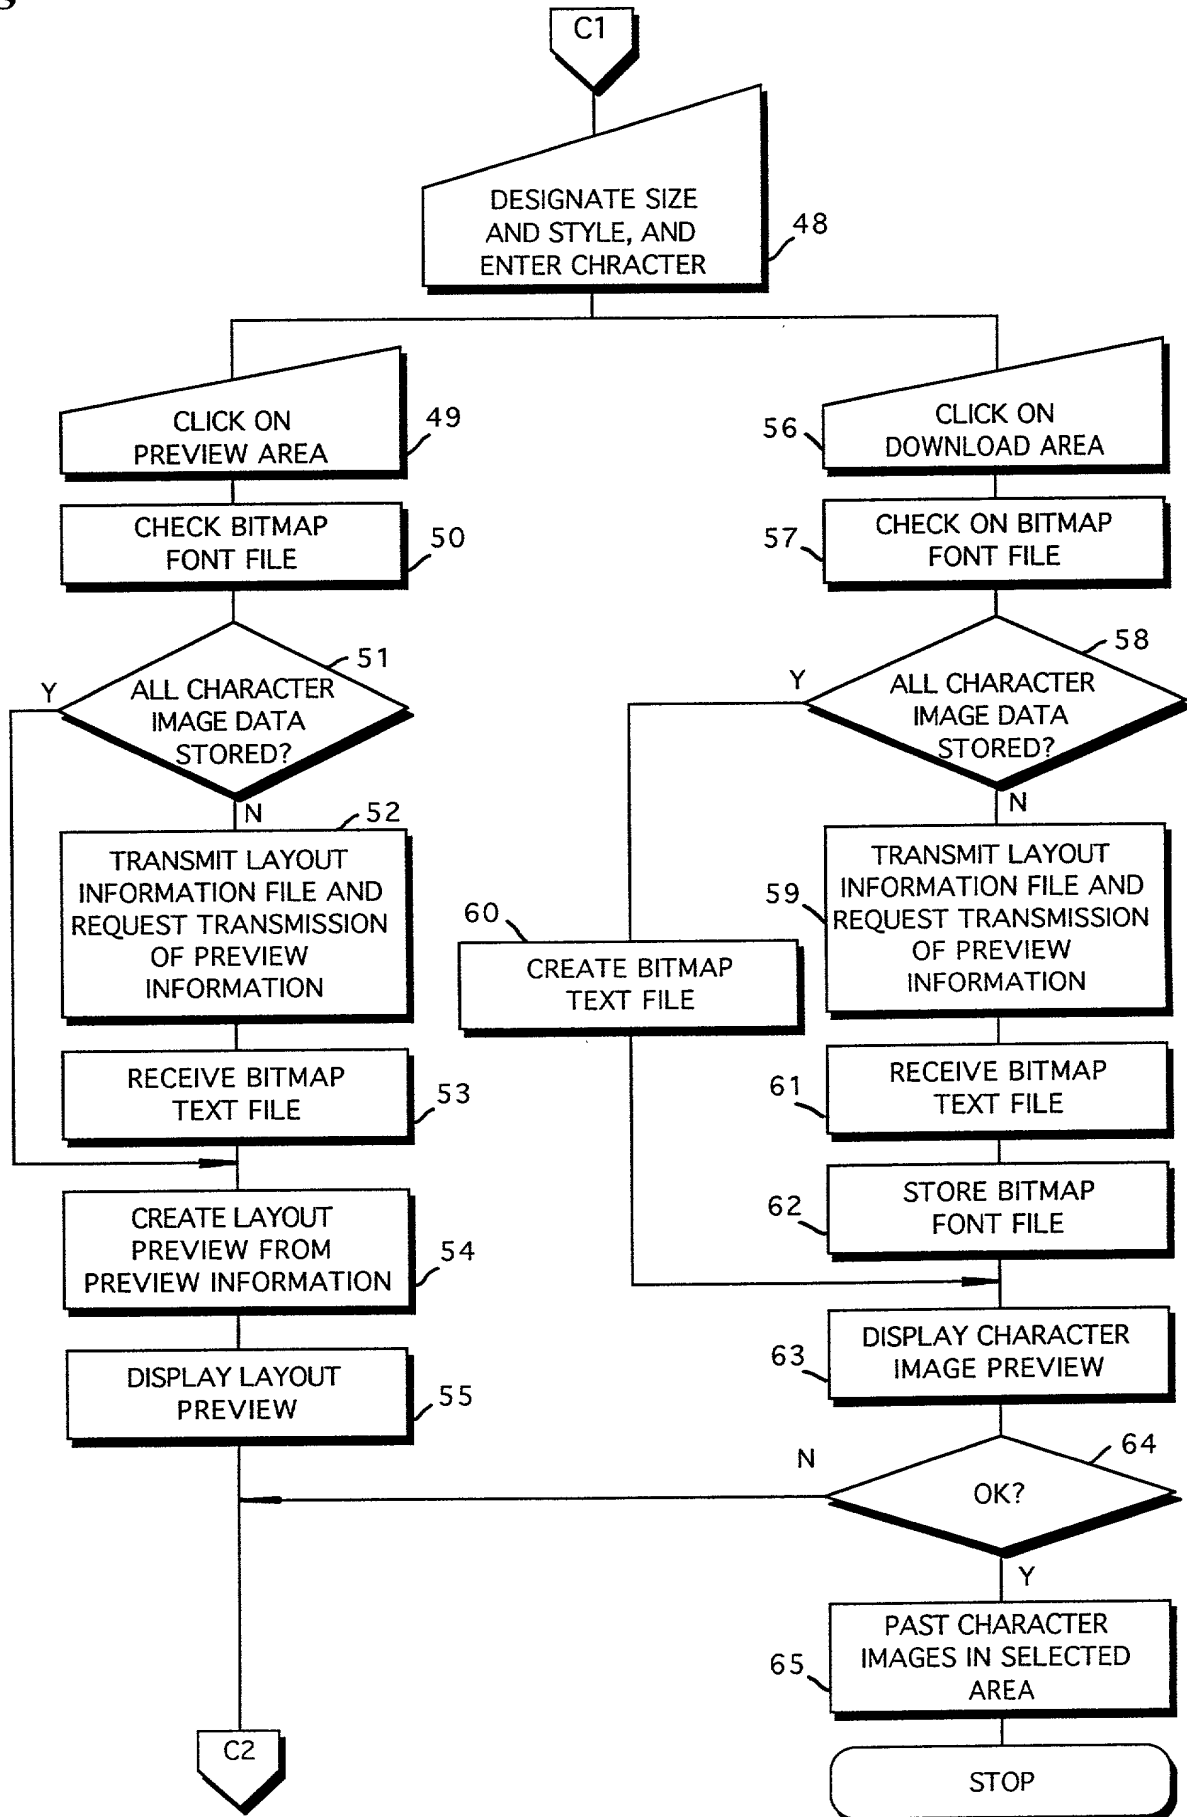 C1
DESIGNATE SIZE
AND STYLE, AND
ENTER CHRACTER
48
CLICK ON
PREVIEW AREA
49
CHECK BITMAP
FONT FILE
50
51
Y
ALL CHARACTER
IMAGE DATA
STORED?
N
52
TRANSMIT LAYOUT
INFORMATION FILE AND
REQUEST TRANSMISSION
OF PREVIEW
INFORMATION
RECEIVE BITMAP
TEXT FILE
53
CREATE LAYOUT
PREVIEW FROM
PREVIEW INFORMATION
54
DISPLAY LAYOUT
PREVIEW
55
C2
56
CLICK ON
DOWNLOAD AREA
57
CHECK ON BITMAP
FONT FILE
58
Y
ALL CHARACTER
IMAGE DATA
STORED?
N
59
TRANSMIT LAYOUT
INFORMATION FILE AND
REQUEST TRANSMISSION
OF PREVIEW
INFORMATION
60
CREATE BITMAP
TEXT FILE
61
RECEIVE BITMAP
TEXT FILE
62
STORE BITMAP
FONT FILE
63
DISPLAY CHARACTER
IMAGE PREVIEW
64
N
OK?
Y
65
PAST CHARACTER
IMAGES IN SELECTED
AREA
STOP